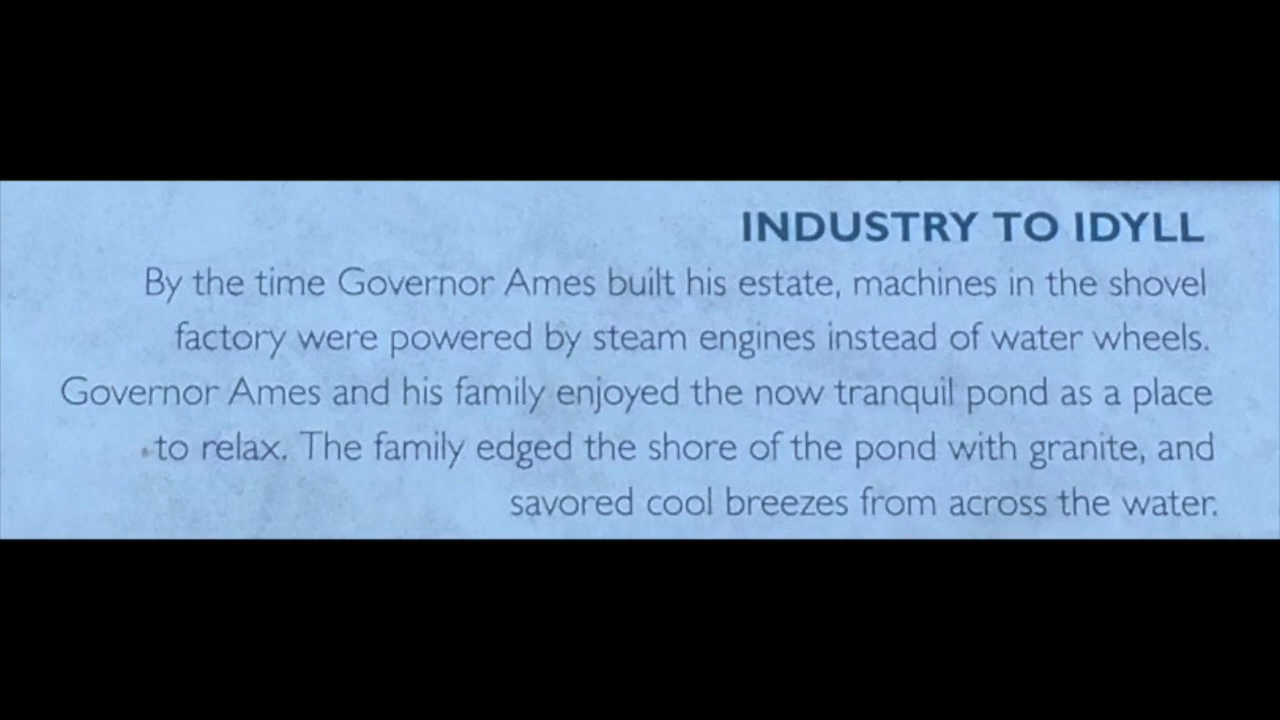 INDUSTRY TO IDYLL
By the time Governor Ames built his estate, machines in the shovel
factory were powered by steam engines instead of water wheels.
Governor Ames and his family enjoyed the now tranquil pond as a place
to relax. The family edged the shore of the pond with granite, and
savored cool breezes from across the water.